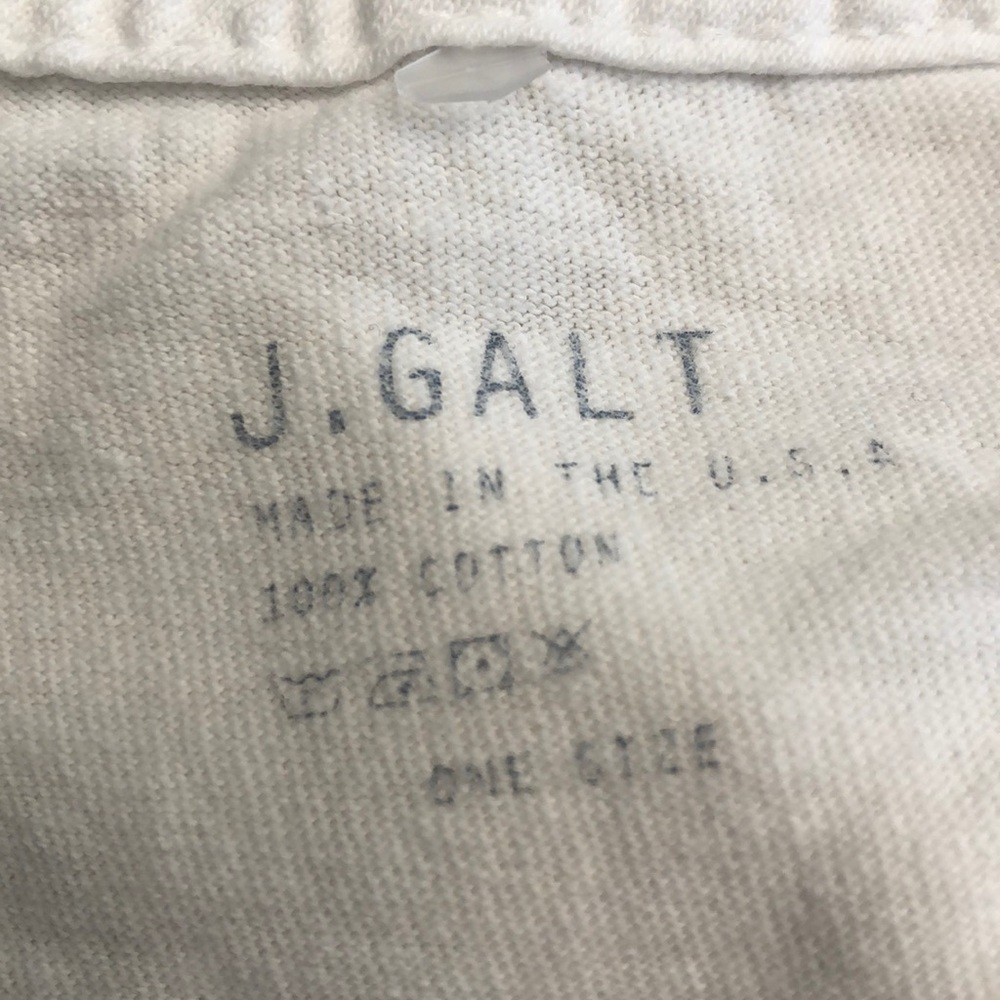 J.GALT
MADE IN THE U.S.A
100% COTTON
ONE SIZE